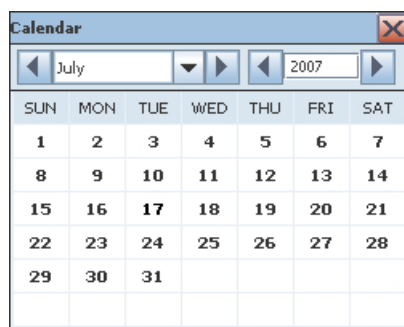 Calendar
July 2007
SUN MON TUE WED THU FRI SAT
1 2 3 4 5 6 7
8 9 10 11 12 13 14
15 16 17 18 19 20 21
22 23 24 25 26 27 28
29 30 31